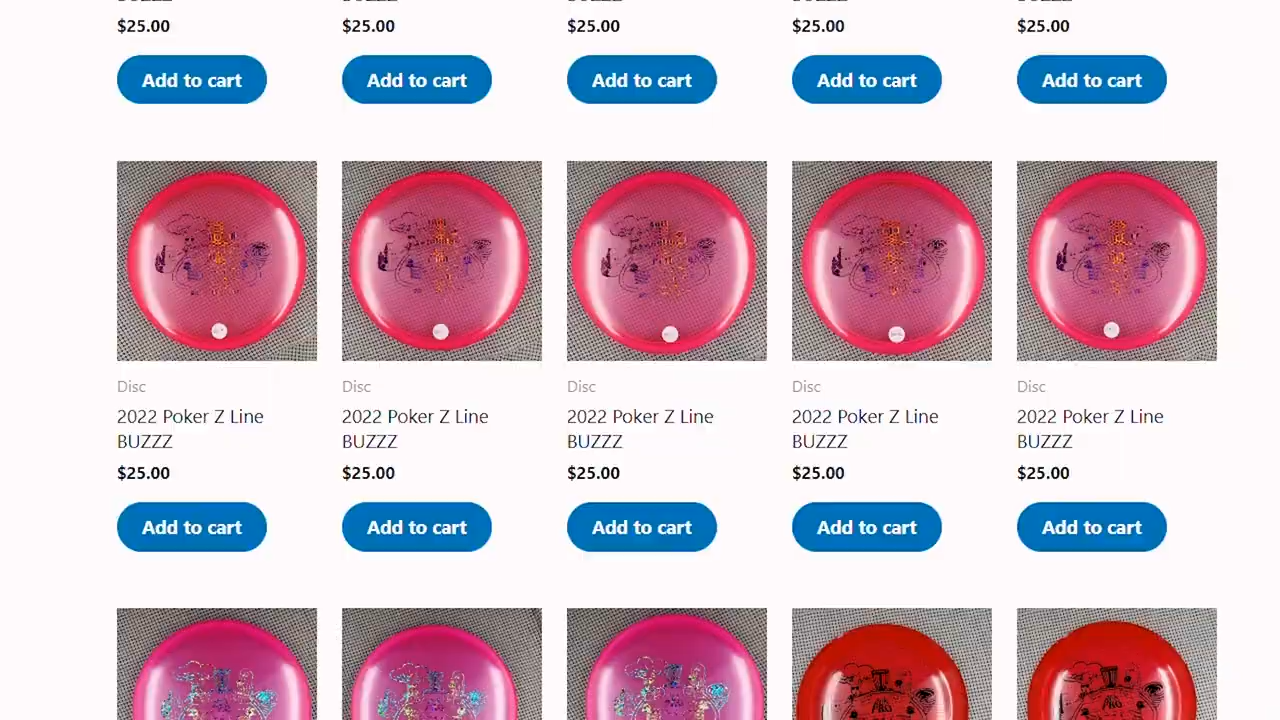 $25.00 $25.00 $25.00 $25.00 $25.00
Add to cart Add to cart Add to cart Add to cart Add to cart
Disc Disc Disc Disc Disc
2022 Poker Z Line 2022 Poker Z Line 2022 Poker Z Line 2022 Poker Z Line 2022 Poker Z Line
BUZZZ BUZZZ BUZZZ BUZZZ BUZZZ
$25.00 $25.00 $25.00 $25.00 $25.00
Add to cart Add to cart Add to cart Add to cart Add to cart